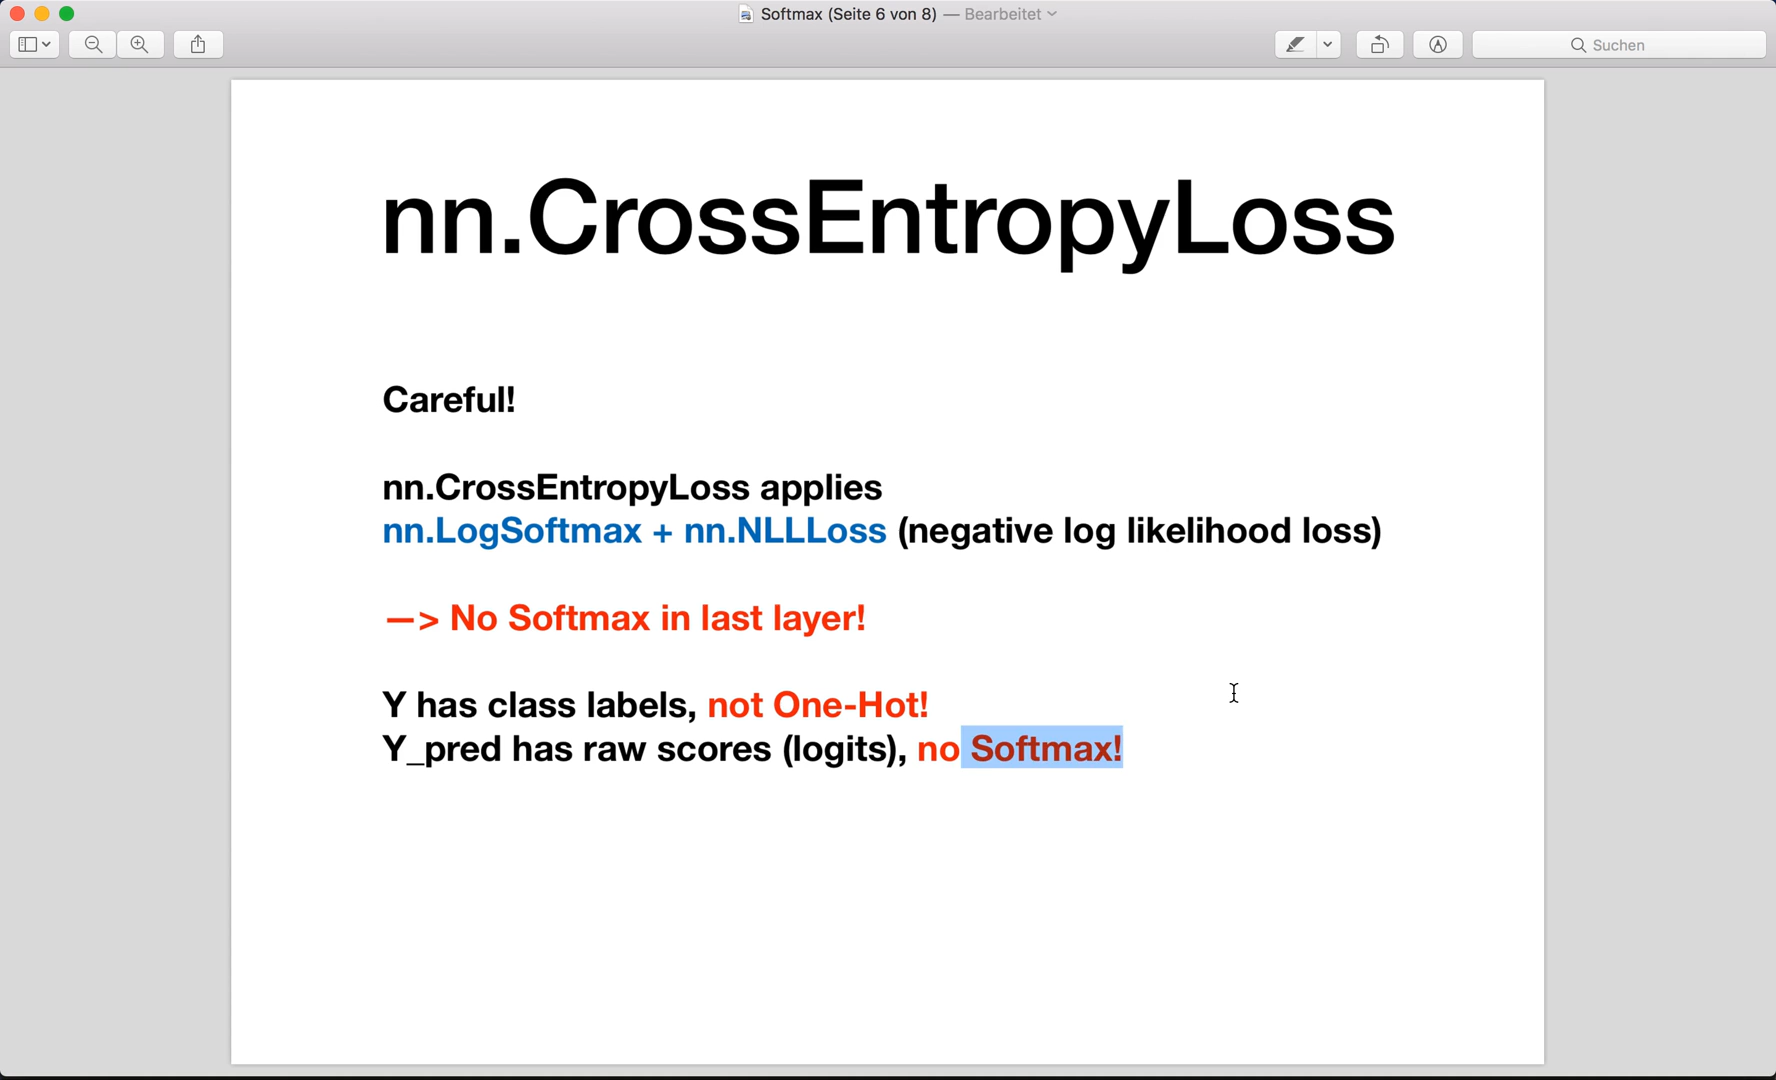 Softmax (Seite 6 von 8) — Bearbeitet
Suchen
nn.CrossEntropyLoss
Careful!
nn.CrossEntropyLoss applies
nn.LogSoftmax + nn.NLLLoss (negative log likelihood loss)
—> No Softmax in last layer!
Y has class labels, not One-Hot!
Y_pred has raw scores (logits), no Softmax!